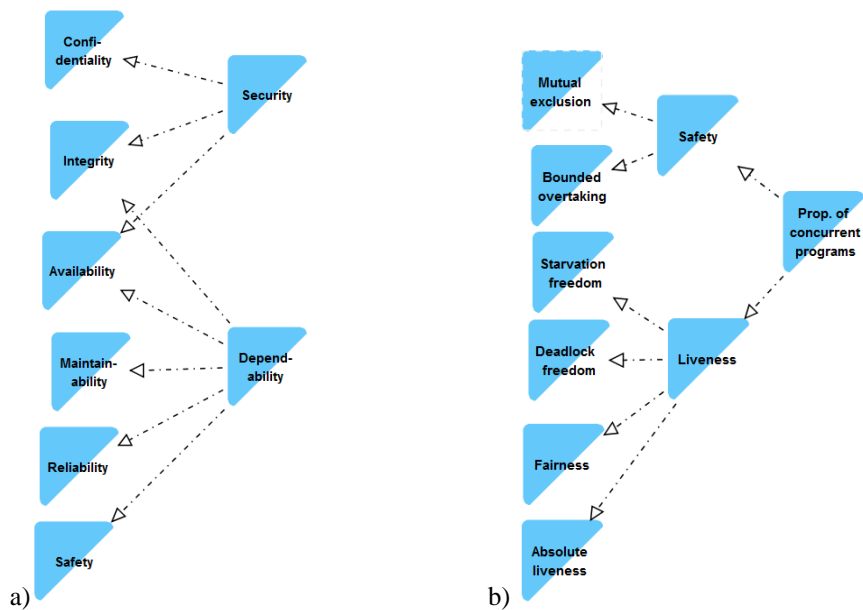 Confi-
dentiality
Security
Integrity
Availability
Maintain-
ability
Depend-
ability
Reliability
Safety
a)
Mutual
exclusion
Safety
Bounded
overtaking
Prop. of
concurrent
programs
Starvation
freedom
Deadlock
freedom
Liveness
Fairness
Absolute
liveness
b)